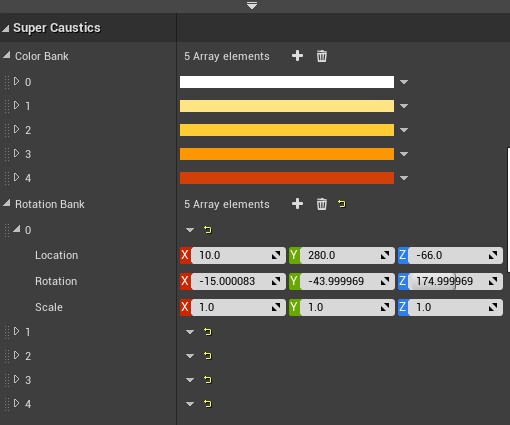 Super Caustics
Color Bank 5 Array elements
0
1
2
3
4
Rotation Bank 5 Array elements
0
Location X 10.0 Y 280.0 Z -66.0
Rotation X -15.000083 Y -43.999969 Z 174.999969
Scale X 1.0 Y 1.0 Z 1.0
1
2
3
4